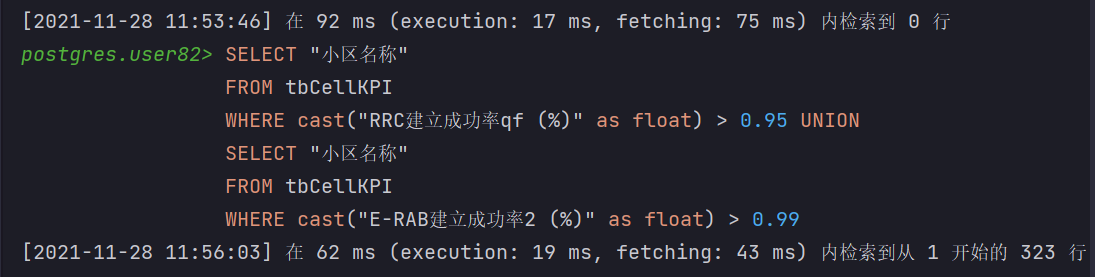 [2021-11-28 11:53:46] 在 92 ms (execution: 17 ms, fetching: 75 ms) 内检索到 0 行
postgres.user82> SELECT "小区名称"
FROM tbCellKPI
WHERE cast("RRC建立成功率qf (%)" as float) > 0.95 UNION
SELECT "小区名称"
FROM tbCellKPI
WHERE cast("E-RAB建立成功率2 (%)" as float) > 0.99
[2021-11-28 11:56:03] 在 62 ms (execution: 19 ms, fetching: 43 ms) 内检索到从 1 开始的 323 行